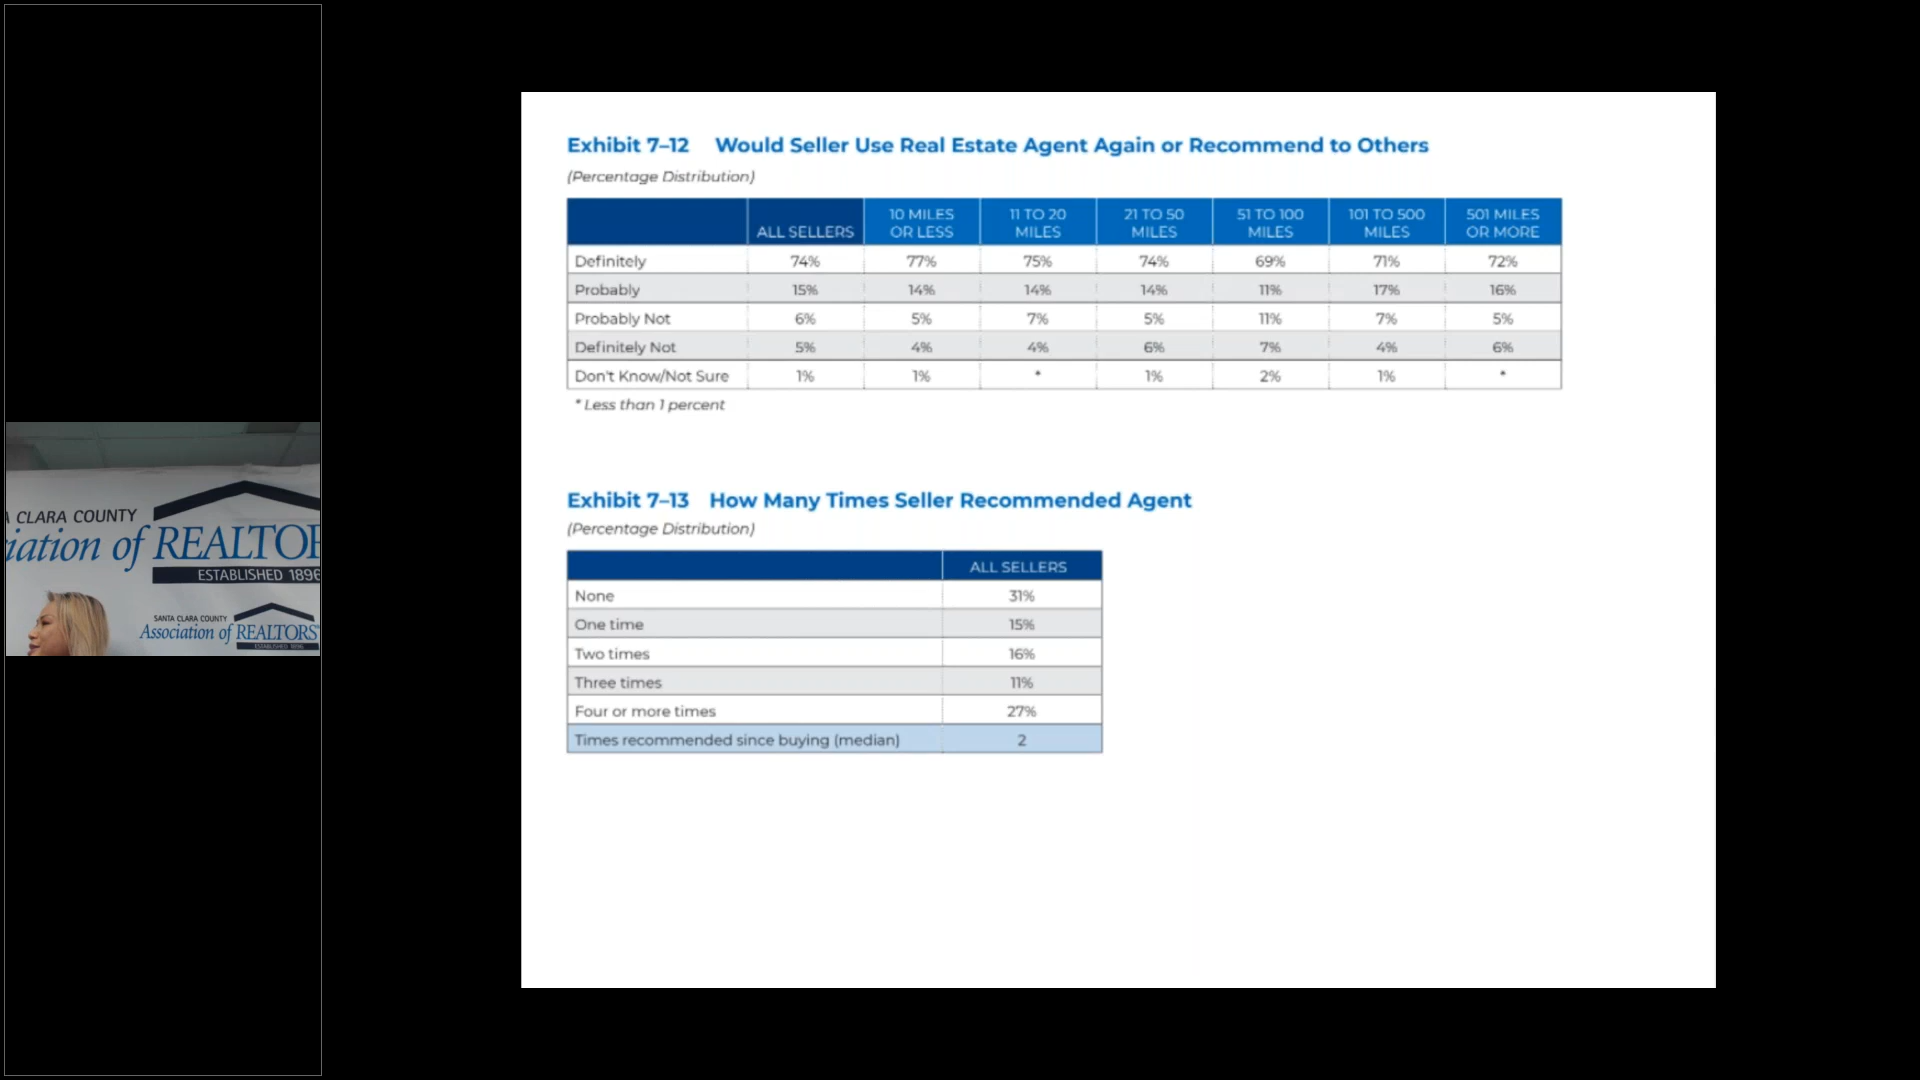 A CLARA COUNTY
iation of REALTOR
ESTABLISHED 1896
SANTA CLARA COUNTY
Association of REALTORS
ESTABLISHED 1896
Exhibit 7–12 Would Seller Use Real Estate Agent Again or Recommend to Others
(Percentage Distribution)
ALL SELLERS 10 MILES OR LESS 11 TO 20 MILES 21 TO 50 MILES 51 TO 100 MILES 101 TO 500 MILES 501 MILES OR MORE
Definitely 74% 77% 75% 74% 69% 71% 72%
Probably 15% 14% 14% 14% 11% 17% 16%
Probably Not 6% 5% 7% 5% 11% 7% 5%
Definitely Not 5% 4% 4% 6% 7% 4% 6%
Don't Know/Not Sure 1% 1% * 1% 2% 1% *
* Less than 1 percent
Exhibit 7–13 How Many Times Seller Recommended Agent
(Percentage Distribution)
ALL SELLERS
None 31%
One time 15%
Two times 16%
Three times 11%
Four or more times 27%
Times recommended since buying (median) 2